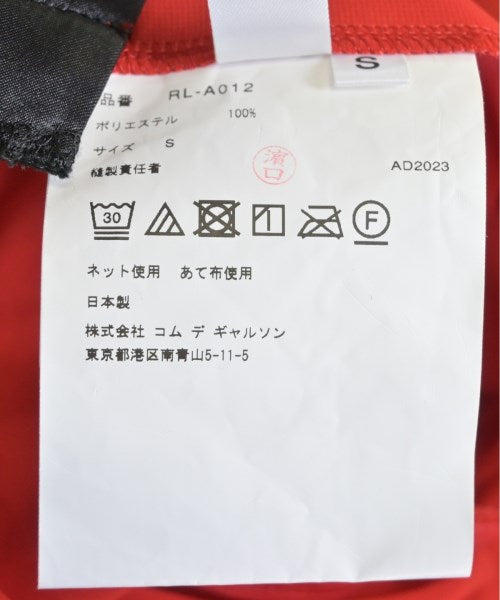 S
品番 RL-A012
ポリエステル 100%
サイズ S
縫製責任者 濱口
AD2023
30 F
ネット使用 あて布使用
日本製
株式会社 コム デ ギャルソン
東京都港区南青山5-11-5